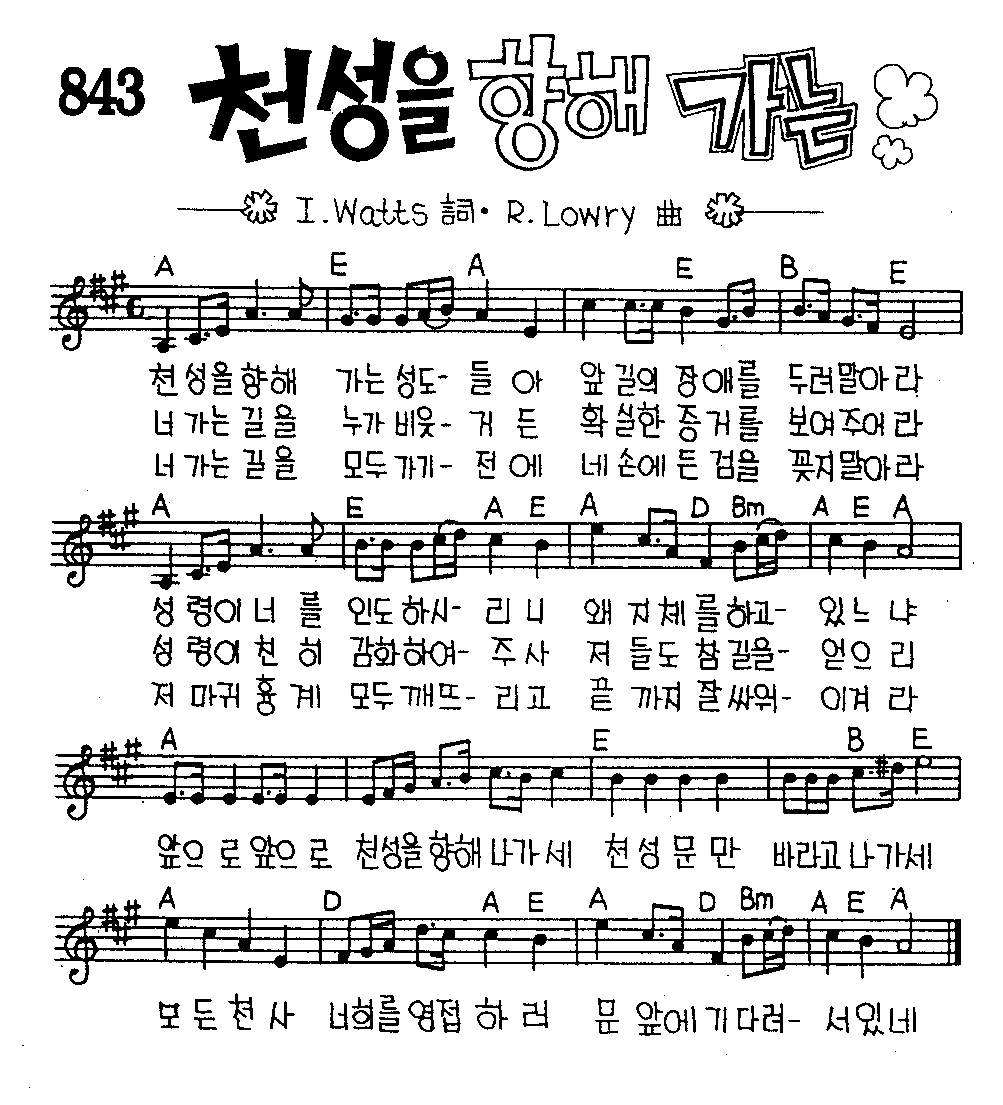 843 천성을 향해 가는
I. Watts 詞 · R. Lowry 曲
A E A E B E
천 성을 향해 가는 성도- 들 아 앞 길의 장애를 두려말아 라
너 가는 길 을 누가 비웃- 거 든 확 실한 증거를 보여주어 라
너 가는 길 을 모두 가기- 전 에 네 손에 든 검을 꽂지말아 라
A E A E A D Bm A E A
성 령이 너 를 인도 하시- 리 니 왜 지 체 를하고- 있 느 냐
성 령이 친 히 감화 하여- 주 사 저 들 도 참 길을- 얻 으 리
저 마귀 흉 계 모두 깨뜨- 리 고 끝 까지 잘 싸워- 이 겨 라
A E B E
앞으 로 앞으 로 천성을 향해 나가 세 천 성 문 만 바라고 나가세
A D A E A D Bm A E A
모 든 천 사 너희를 영접 하 러 문 앞에 기 다려- 서 있 네